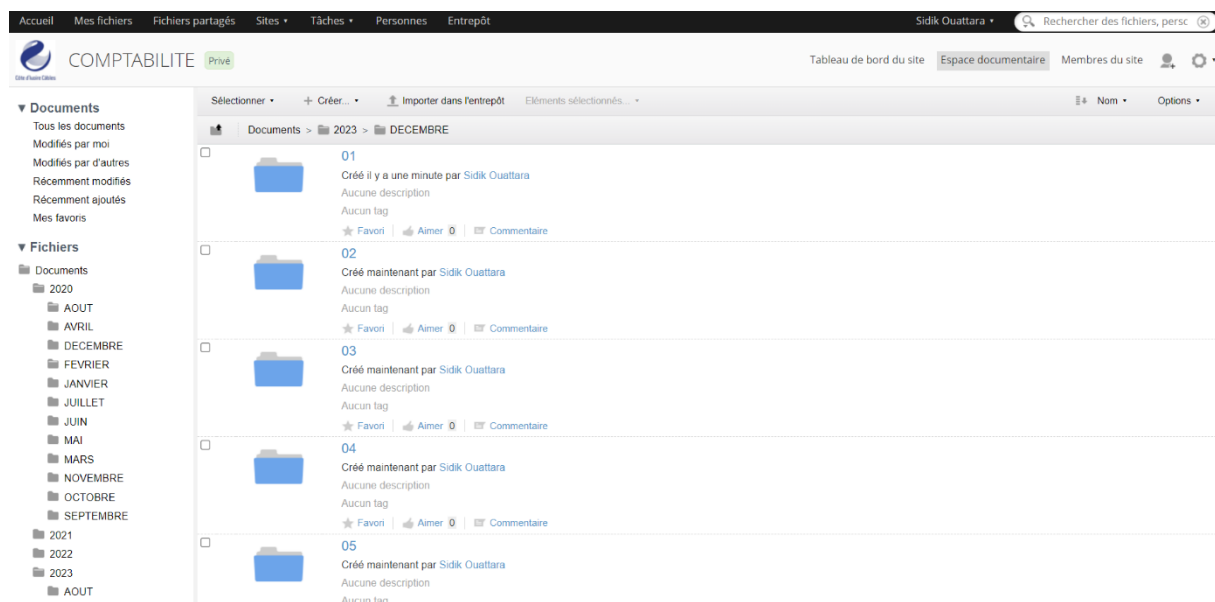 Accueil Mes fichiers Fichiers partagés Sites Tâches Personnes Entrepôt Sidik Ouattara Rechercher des fichiers, persc
COMPTABILITE Privé Tableau de bord du site Espace documentaire Membres du site
Côte d'Ivoire Câbles
Sélectionner + Créer... Importer dans l'entrepôt Eléments sélectionnés... Nom Options
Documents > 2023 > DECEMBRE
Documents
Tous les documents
Modifiés par moi
Modifiés par d'autres
Récemment modifiés
Récemment ajoutés
Mes favoris
Fichiers
Documents
2020
AOUT
AVRIL
DECEMBRE
FEVRIER
JANVIER
JUILLET
JUIN
MAI
MARS
NOVEMBRE
OCTOBRE
SEPTEMBRE
2021
2022
2023
AOUT
01
Créé il y a une minute par Sidik Ouattara
Aucune description
Aucun tag
Favori Aimer 0 Commentaire
02
Créé maintenant par Sidik Ouattara
Aucune description
Aucun tag
Favori Aimer 0 Commentaire
03
Créé maintenant par Sidik Ouattara
Aucune description
Aucun tag
Favori Aimer 0 Commentaire
04
Créé maintenant par Sidik Ouattara
Aucune description
Aucun tag
Favori Aimer 0 Commentaire
05
Créé maintenant par Sidik Ouattara
Aucune description
Aucun tag